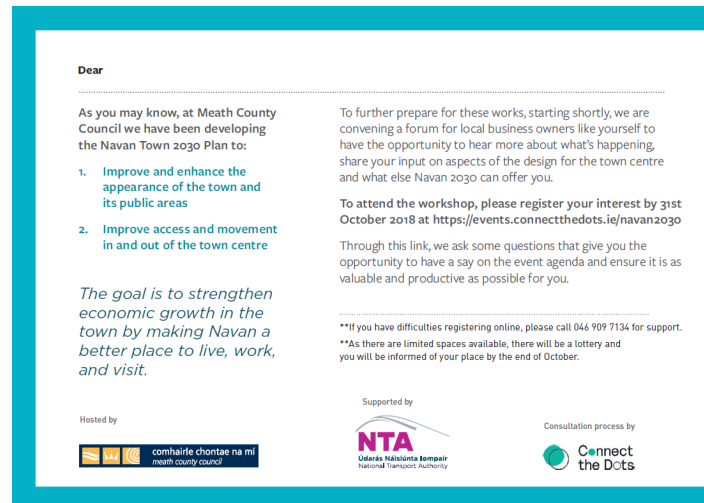 Dear
As you may know, at Meath County
Council we have been developing
the Navan Town 2030 Plan to:
1. Improve and enhance the
appearance of the town and
its public areas
2. Improve access and movement
in and out of the town centre
The goal is to strengthen
economic growth in the
town by making Navan a
better place to live, work,
and visit.
To further prepare for these works, starting shortly, we are
convening a forum for local business owners like yourself to
have the opportunity to hear more about what's happening,
share your input on aspects of the design for the town centre
and what else Navan 2030 can offer you.
To attend the workshop, please register your interest by 31st
October 2018 at https://events.connectthedots.ie/navan2030
Through this link, we ask some questions that give you the
opportunity to have a say on the event agenda and ensure it is as
valuable and productive as possible for you.
**If you have difficulties registering online, please call 046 909 7134 for support.
**As there are limited spaces available, there will be a lottery and
you will be informed of your place by the end of October.
Hosted by
comhairle chontae na mí
meath county council
Supported by
NTA
Údarás Náisiúnta Iompair
National Transport Authority
Consultation process by
Connect
the Dots